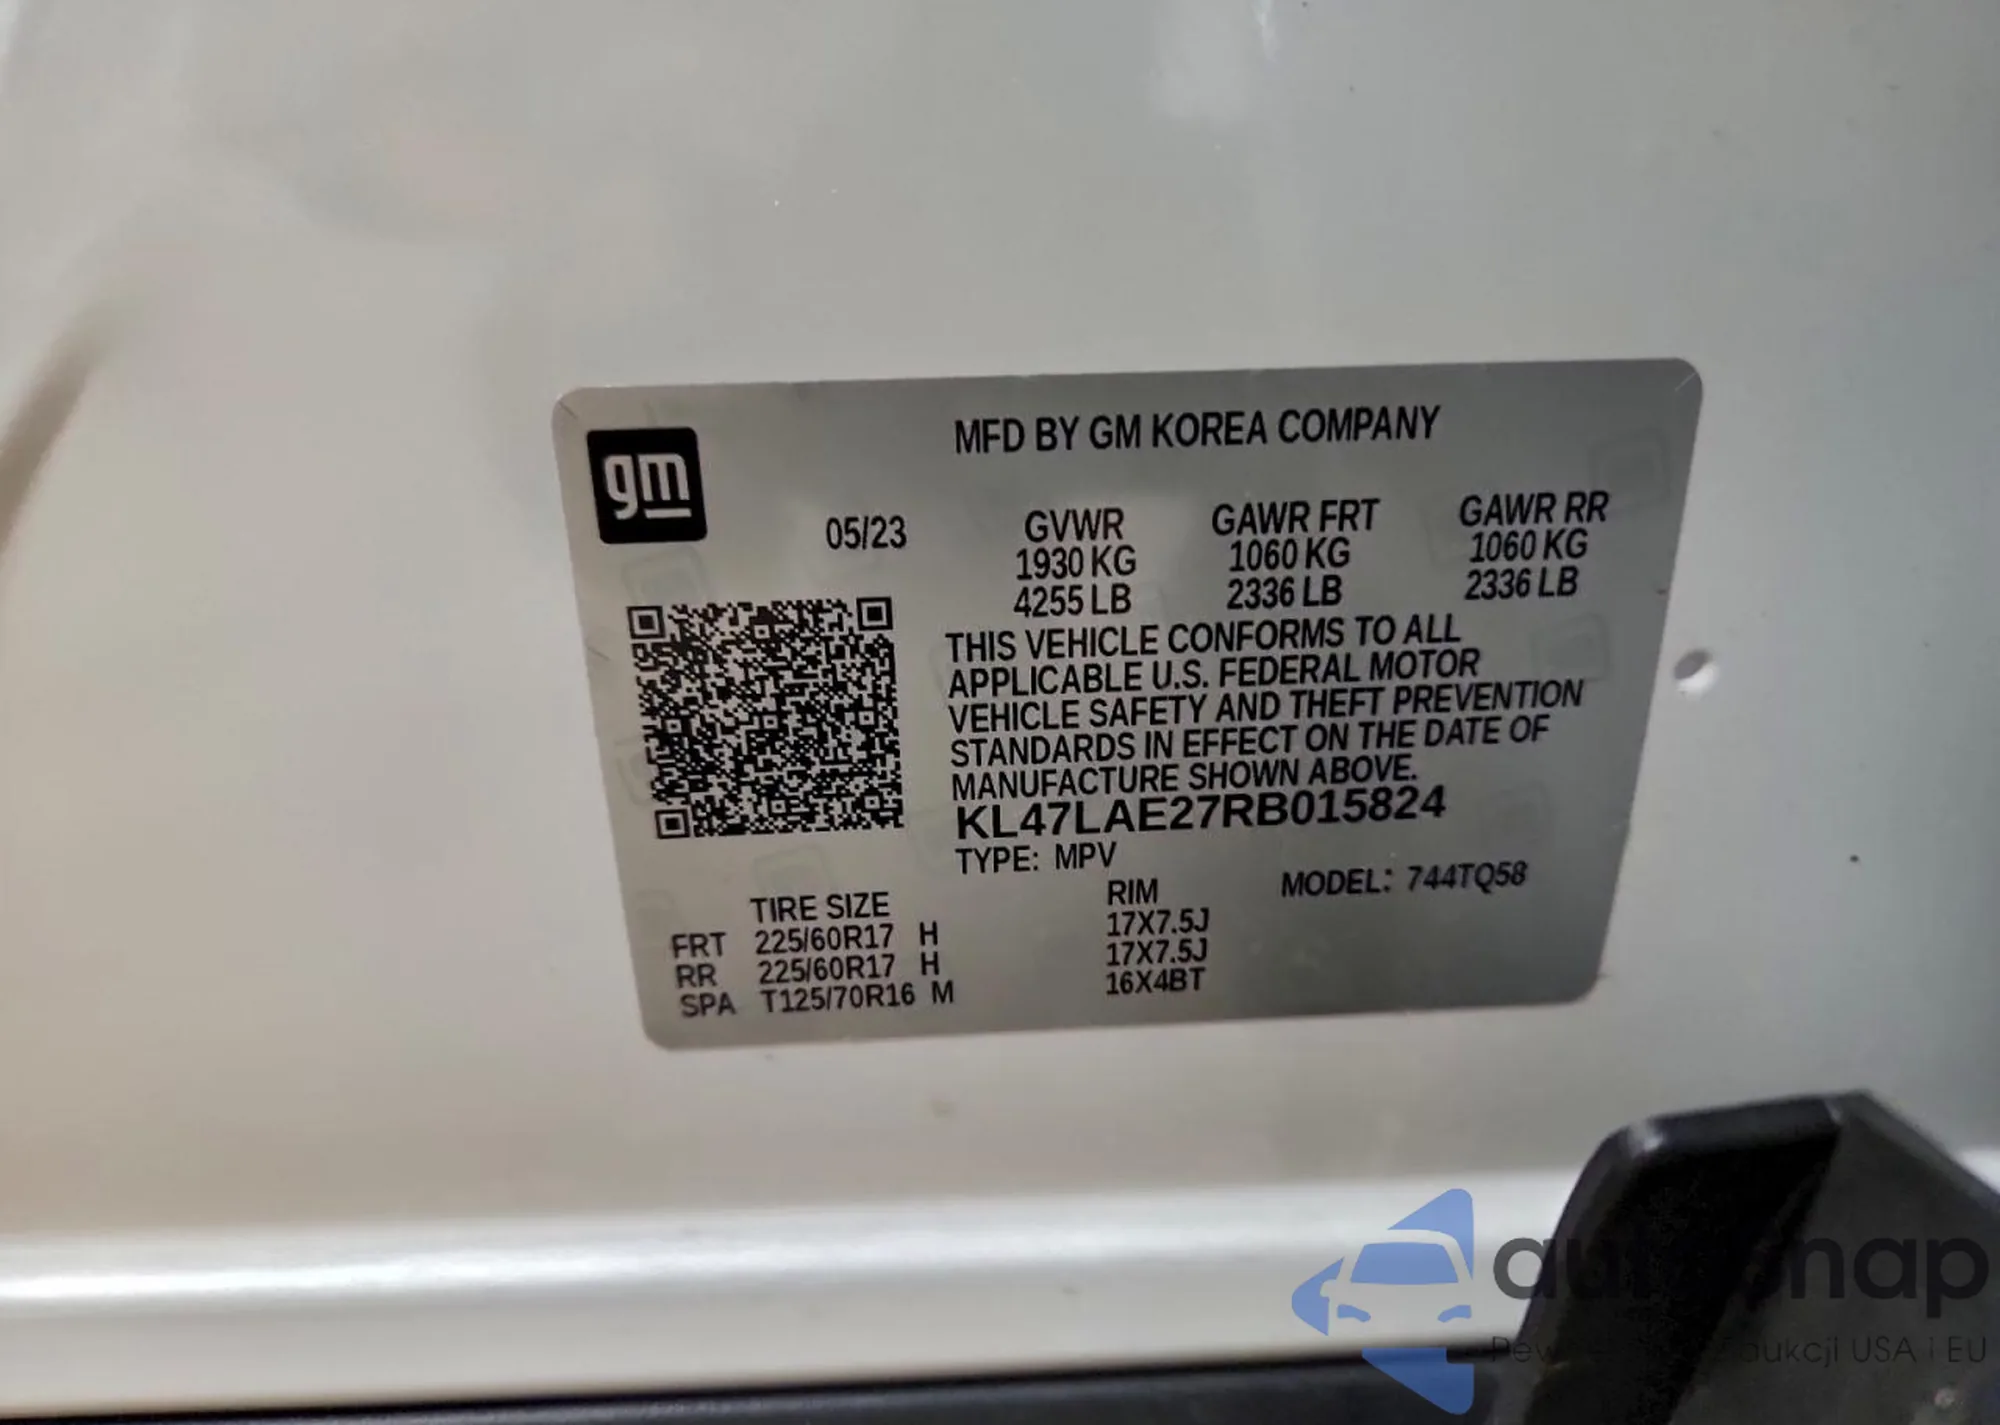 gm
MFD BY GM KOREA COMPANY
05/23 GVWR GAWR FRT GAWR RR
1930 KG 1060 KG 1060 KG
4255 LB 2336 LB 2336 LB
THIS VEHICLE CONFORMS TO ALL
APPLICABLE U.S. FEDERAL MOTOR
VEHICLE SAFETY AND THEFT PREVENTION
STANDARDS IN EFFECT ON THE DATE OF
MANUFACTURE SHOWN ABOVE.
KL47LAE27RB015824
TYPE: MPV
RIM MODEL: 744TQ58
TIRE SIZE
FRT 225/60R17 H 17X7.5J
RR 225/60R17 H 17X7.5J
SPA T125/70R16 M 16X4BT
USA i EU